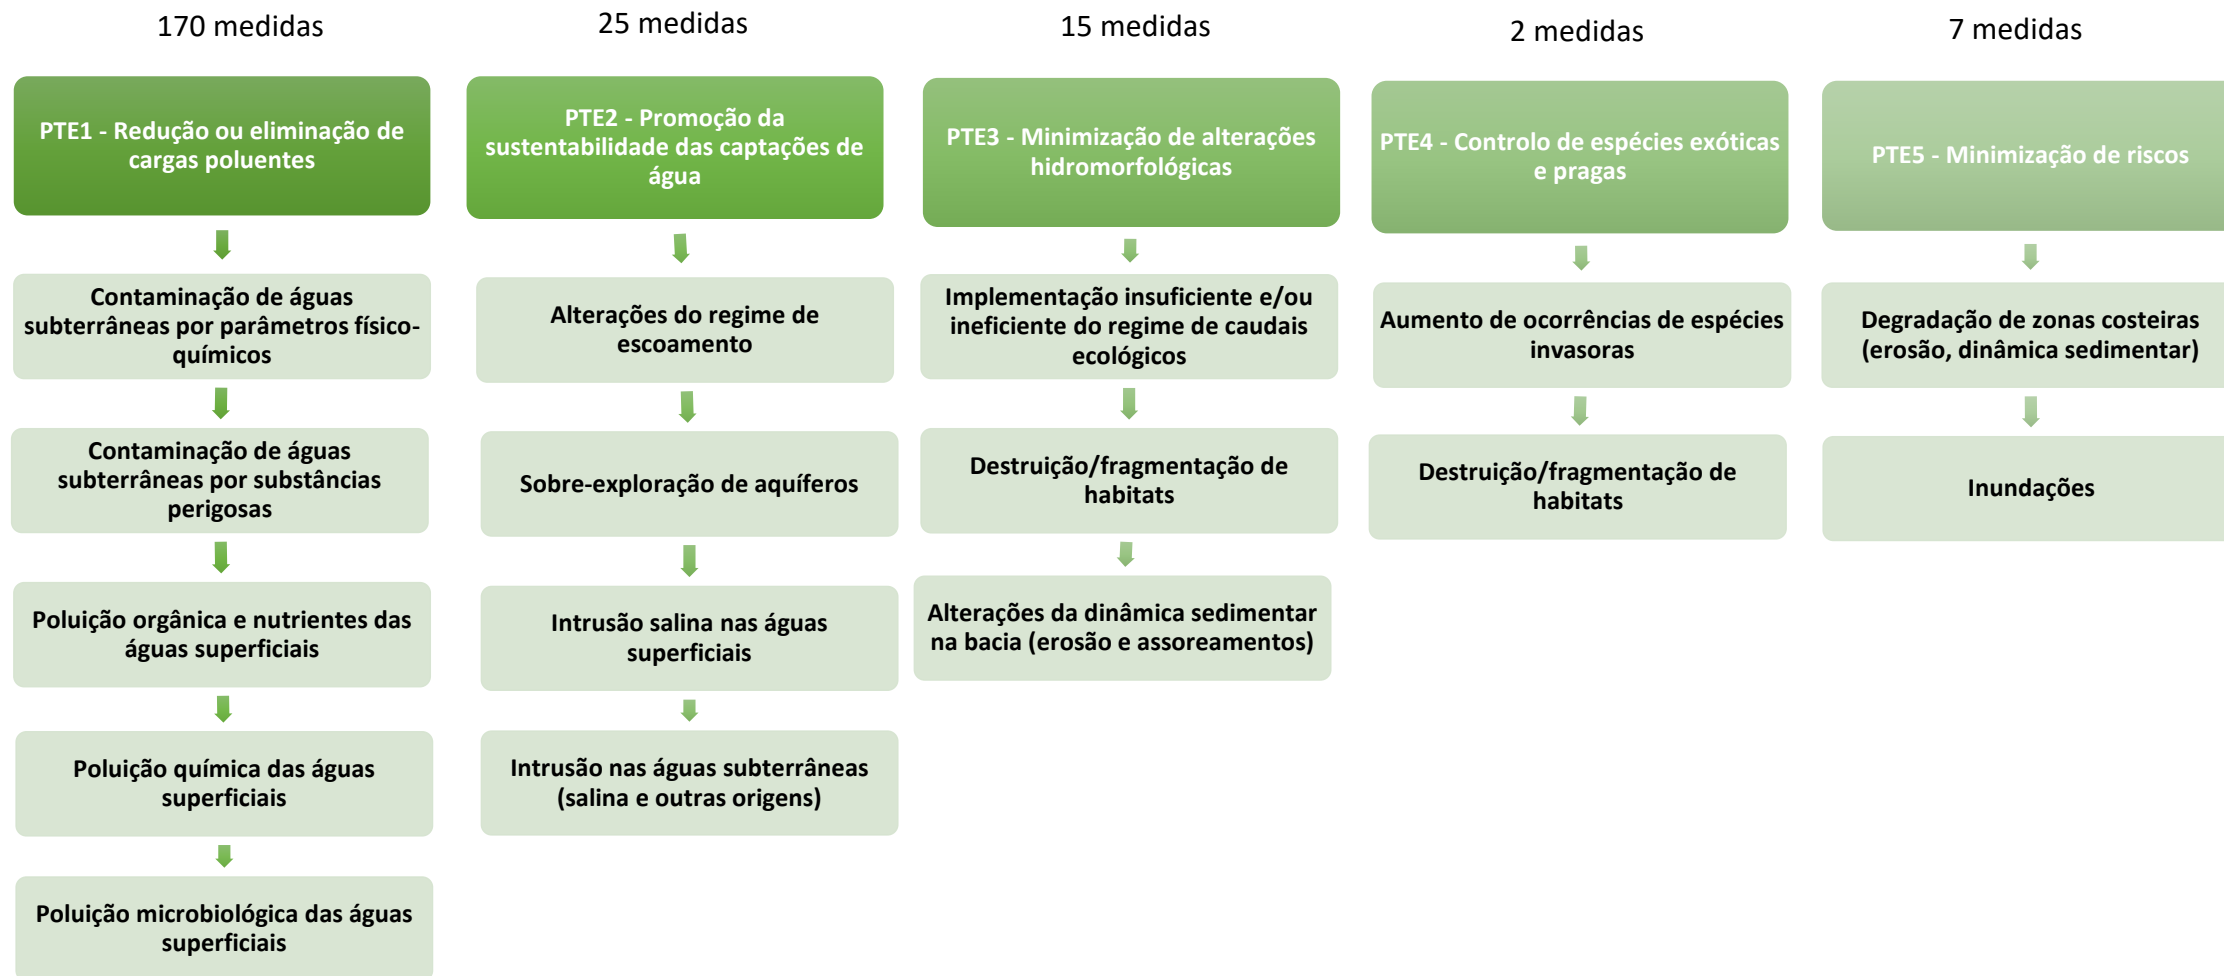 170 medidas
25 medidas
15 medidas
2 medidas
7 medidas
PTE1 - Redução ou eliminação de
cargas poluentes
Contaminação de águas
subterrâneas por parâmetros físico-
químicos
Contaminação de águas
subterrâneas por substâncias
perigosas
Poluição orgânica e nutrientes das
águas superficiais
Poluição química das águas
superficiais
Poluição microbiológica das águas
superficiais
PTE2 - Promoção da
sustentabilidade das captações de
água
Alterações do regime de
escoamento
Sobre-exploração de aquíferos
Intrusão salina nas águas
superficiais
Intrusão nas águas subterrâneas
(salina e outras origens)
PTE3 - Minimização de alterações
hidromorfológicas
Implementação insuficiente e/ou
ineficiente do regime de caudais
ecológicos
Destruição/fragmentação de
habitats
Alterações da dinâmica sedimentar
na bacia (erosão e assoreamentos)
PTE4 - Controlo de espécies exóticas
e pragas
Aumento de ocorrências de espécies
invasoras
Destruição/fragmentação de
habitats
PTE5 - Minimização de riscos
Degradação de zonas costeiras
(erosão, dinâmica sedimentar)
Inundações